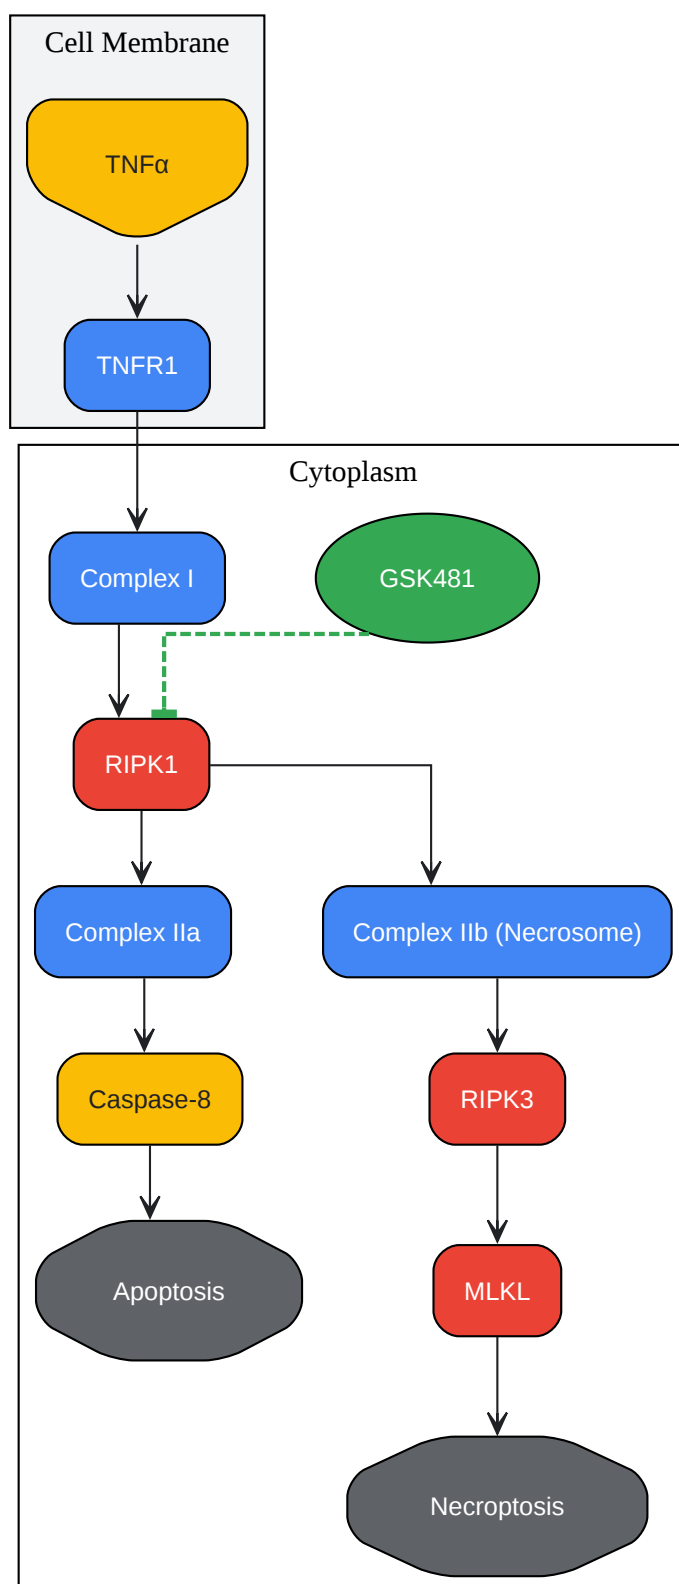 Cell Membrane
TNFα
TNFR1
Cytoplasm
Complex I
GSK481
RIPK1
Complex IIa
Complex IIb (Necrosome)
Caspase-8
RIPK3
Apoptosis
MLKL
Necroptosis